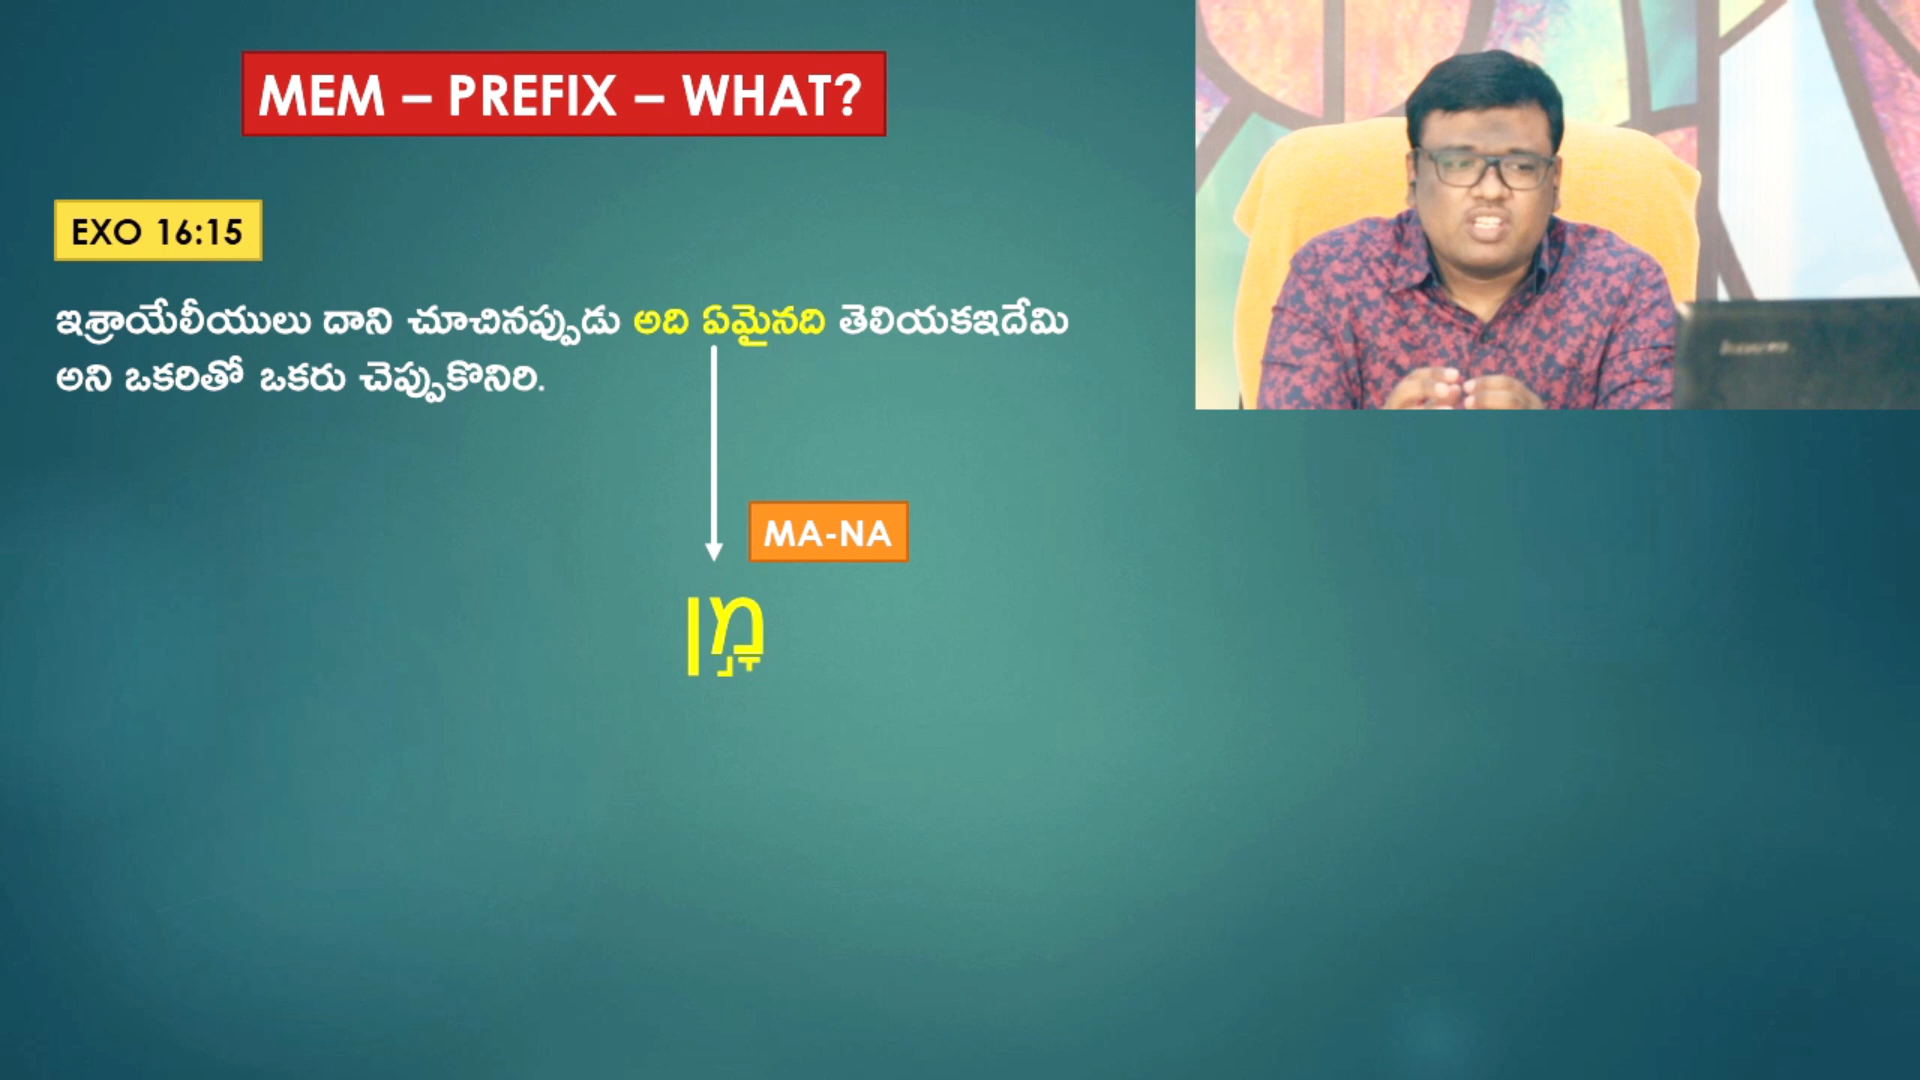 MEM – PREFIX – WHAT?
EXO 16:15
ఇశ్రాయేలీయులు దాని చూచినప్పుడు అది ఏమైనది తెలియకఇదేమి
అని ఒకరితో ఒకరు చెప్పుకొనిరి.
MA-NA
מָ֖ן